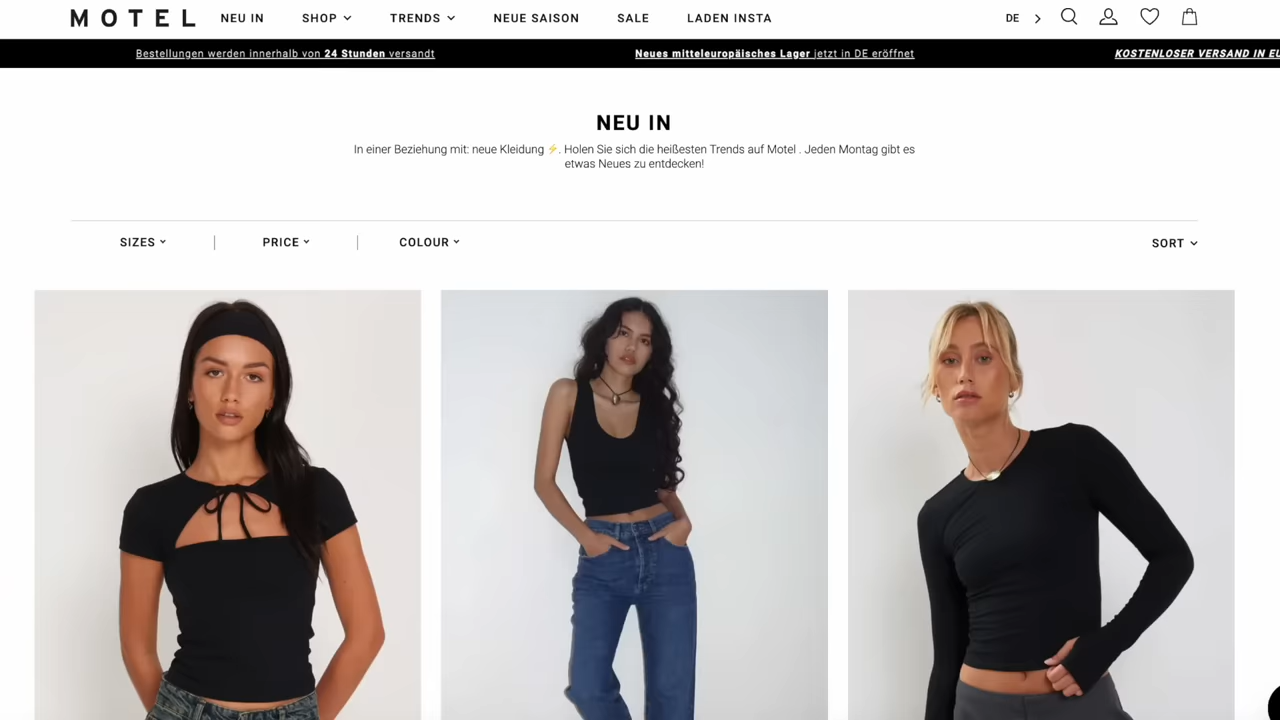 MOTEL NEU IN SHOP TRENDS NEUE SAISON SALE LADEN INSTA DE
Bestellungen werden innerhalb von 24 Stunden versandt Neues mitteleuropäisches Lager jetzt in DE eröffnet KOSTENLOSER VERSAND IN
NEU IN
In einer Beziehung mit: neue Kleidung ⚡. Holen Sie sich die heißesten Trends auf Motel . Jeden Montag gibt es
etwas Neues zu entdecken!
SIZES PRICE COLOUR SORT